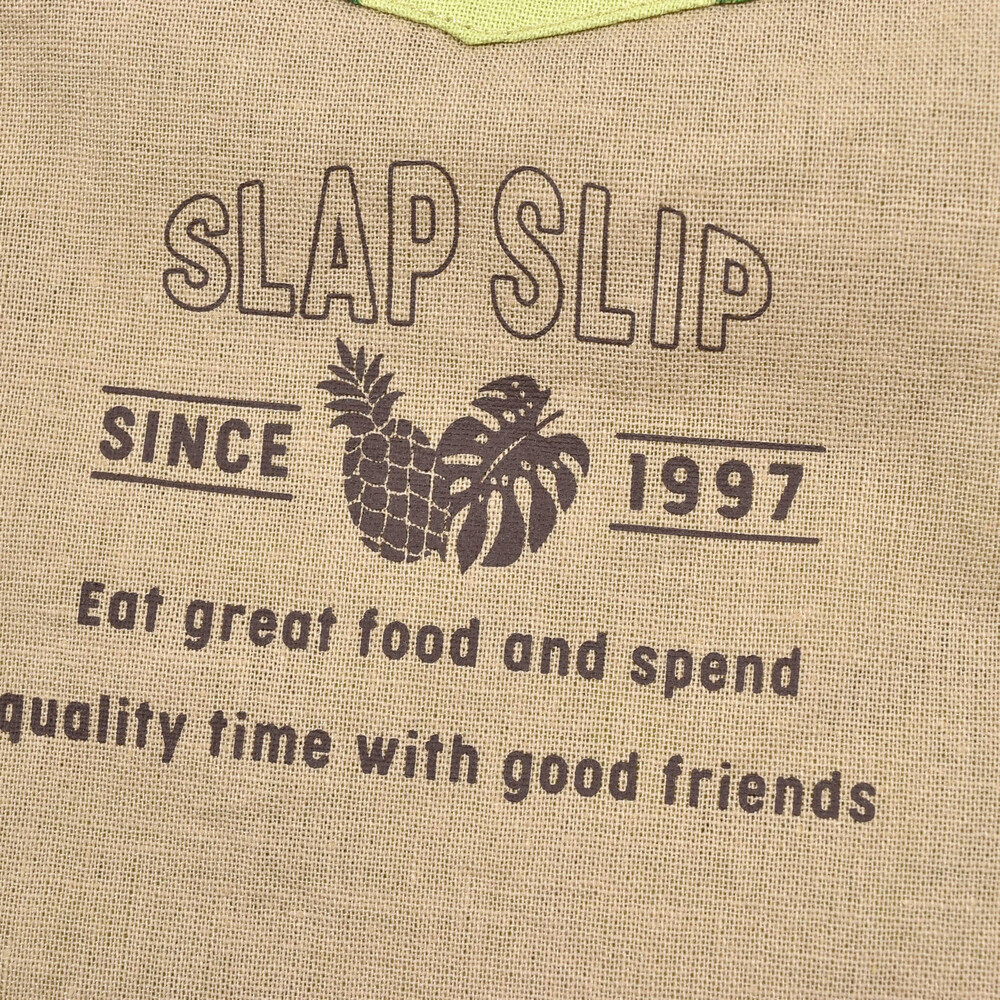 SLAP SLIP
SINCE 1997
Eat great food and spend
quality time with good friends